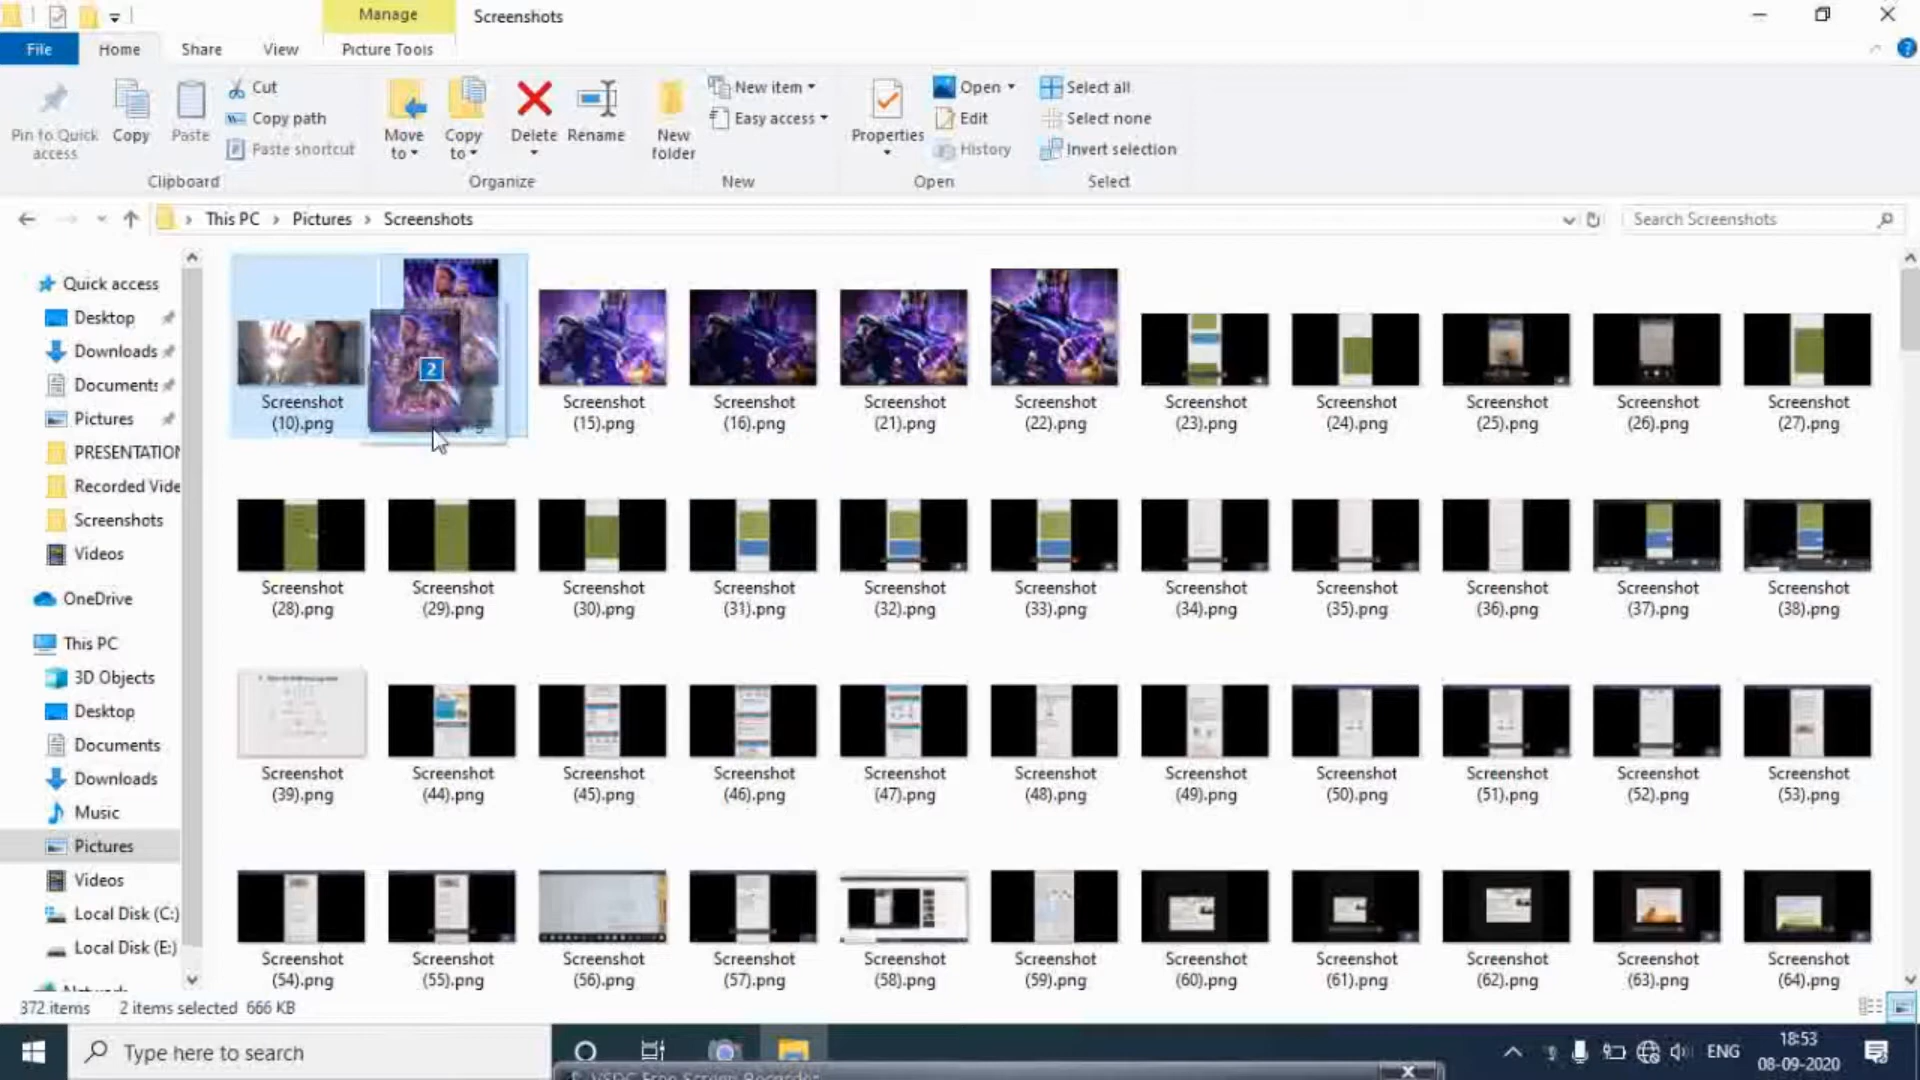 Manage
Screenshots
File
Home
Share
View
Picture Tools
Pin to Quick access
Copy
Paste
Cut
Copy path
Paste shortcut
Clipboard
Move to
Copy to
Delete
Rename
Organize
New folder
New item
Easy access
New
Properties
Open
Edit
History
Open
Select all
Select none
Invert selection
Select
This PC
Pictures
Screenshots
Search Screenshots
Quick access
Desktop
Downloads
Documents
Pictures
PRESENTATION
Recorded Vide
Screenshots
Videos
OneDrive
This PC
3D Objects
Desktop
Documents
Downloads
Music
Pictures
Videos
Local Disk (C:)
Local Disk (E:)
2
Screenshot (10).png
Screenshot (15).png
Screenshot (16).png
Screenshot (21).png
Screenshot (22).png
Screenshot (23).png
Screenshot (24).png
Screenshot (25).png
Screenshot (26).png
Screenshot (27).png
Screenshot (28).png
Screenshot (29).png
Screenshot (30).png
Screenshot (31).png
Screenshot (32).png
Screenshot (33).png
Screenshot (34).png
Screenshot (35).png
Screenshot (36).png
Screenshot (37).png
Screenshot (38).png
Screenshot (39).png
Screenshot (44).png
Screenshot (45).png
Screenshot (46).png
Screenshot (47).png
Screenshot (48).png
Screenshot (49).png
Screenshot (50).png
Screenshot (51).png
Screenshot (52).png
Screenshot (53).png
Screenshot (54).png
Screenshot (55).png
Screenshot (56).png
Screenshot (57).png
Screenshot (58).png
Screenshot (59).png
Screenshot (60).png
Screenshot (61).png
Screenshot (62).png
Screenshot (63).png
Screenshot (64).png
372 items
2 items selected 666 KB
Type here to search
ENG
18:53
08-09-2020